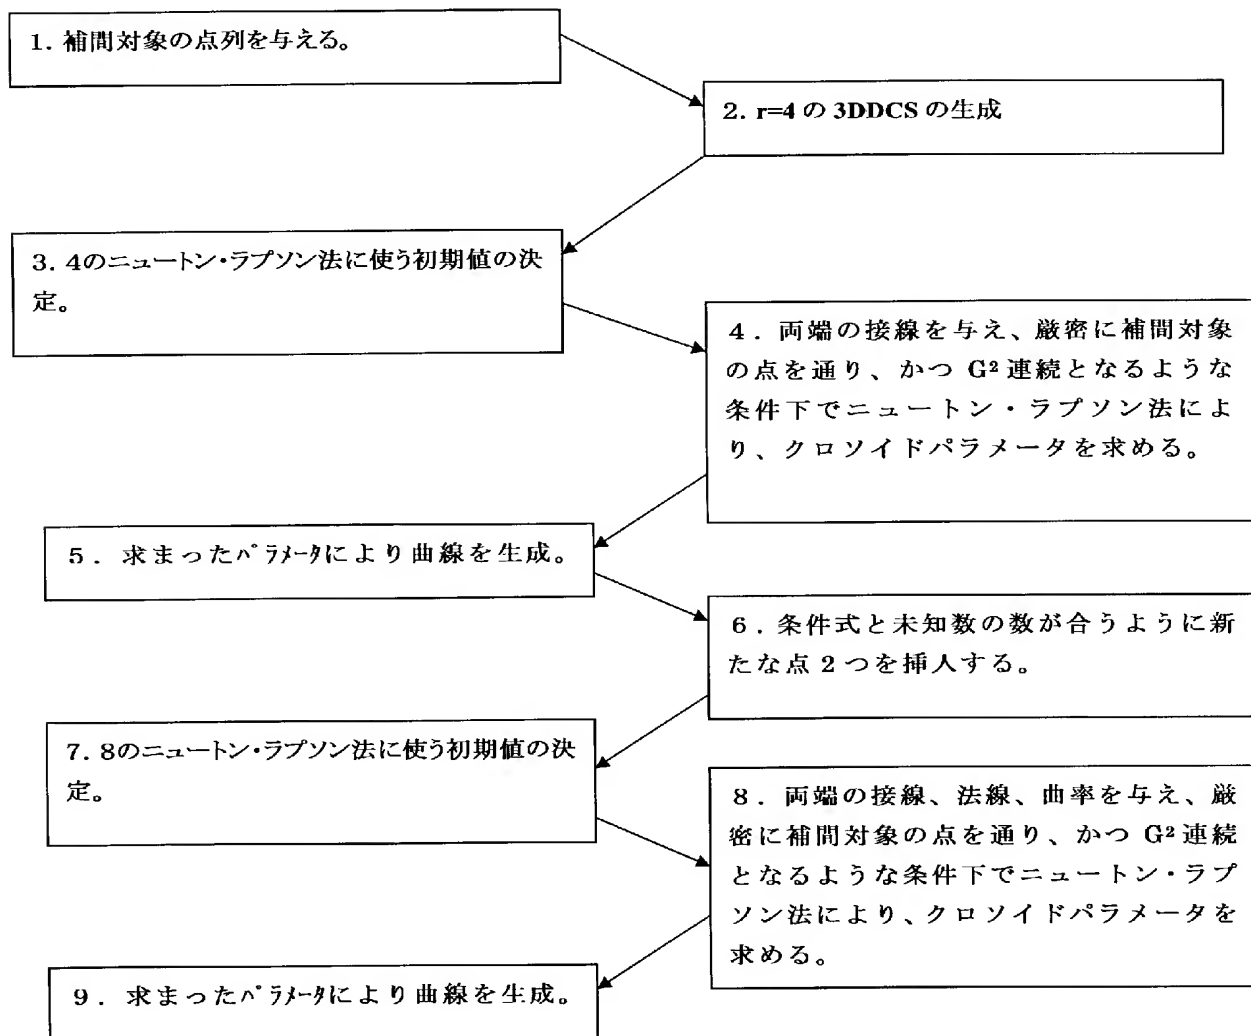 1. 補間対象の点列を与える。
2. r=4 の 3DDCS の生成
3. 4のニュートン・ラプソン法に使う初期値の決
定。
4. 両端の接線を与え、厳密に補間対象
の点を通り、かつ G² 連続となるような
条件下でニュートン・ラプソン法によ
り、クロソイドパラメータを求める。
5. 求まったﾊﾟﾗﾒｰﾀにより曲線を生成。
6. 条件式と未知数の数が合うように新
たな点 2 つを挿入する。
7. 8のニュートン・ラプソン法に使う初期値の決
定。
8. 両端の接線、法線、曲率を与え、厳
密に補間対象の点を通り、かつ G² 連続
となるような条件下でニュートン・ラプ
ソン法により、クロソイドパラメータを
求める。
9. 求まったﾊﾟﾗﾒｰﾀにより曲線を生成。